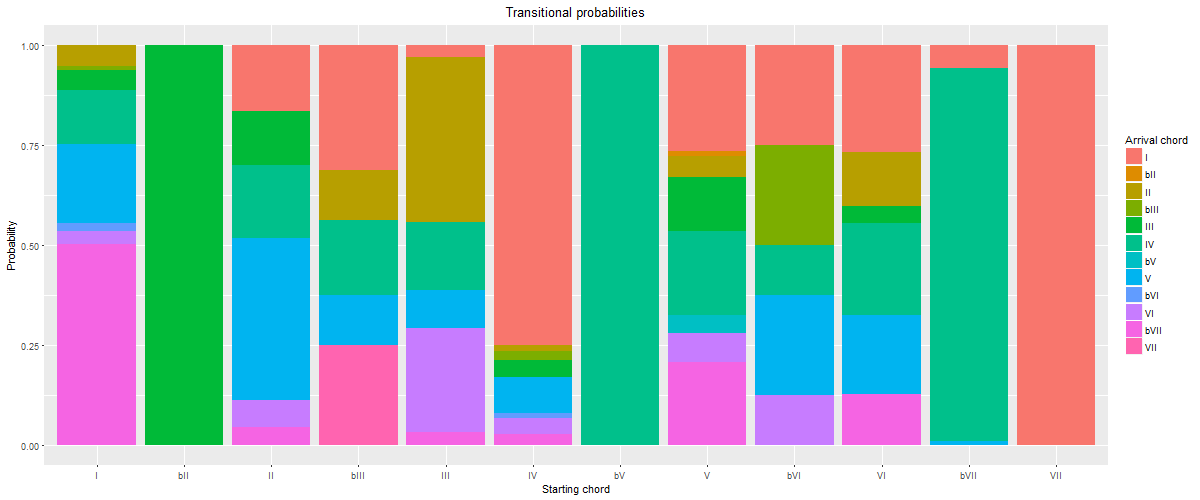 Transitional probabilities
1.00
0.75
0.50
0.25
0.00
Probability
I bII II bIII III IV bV V bVI VI bVII VII
Starting chord
Arrival chord
I
bII
II
bIII
III
IV
bV
V
bVI
VI
bVII
VII